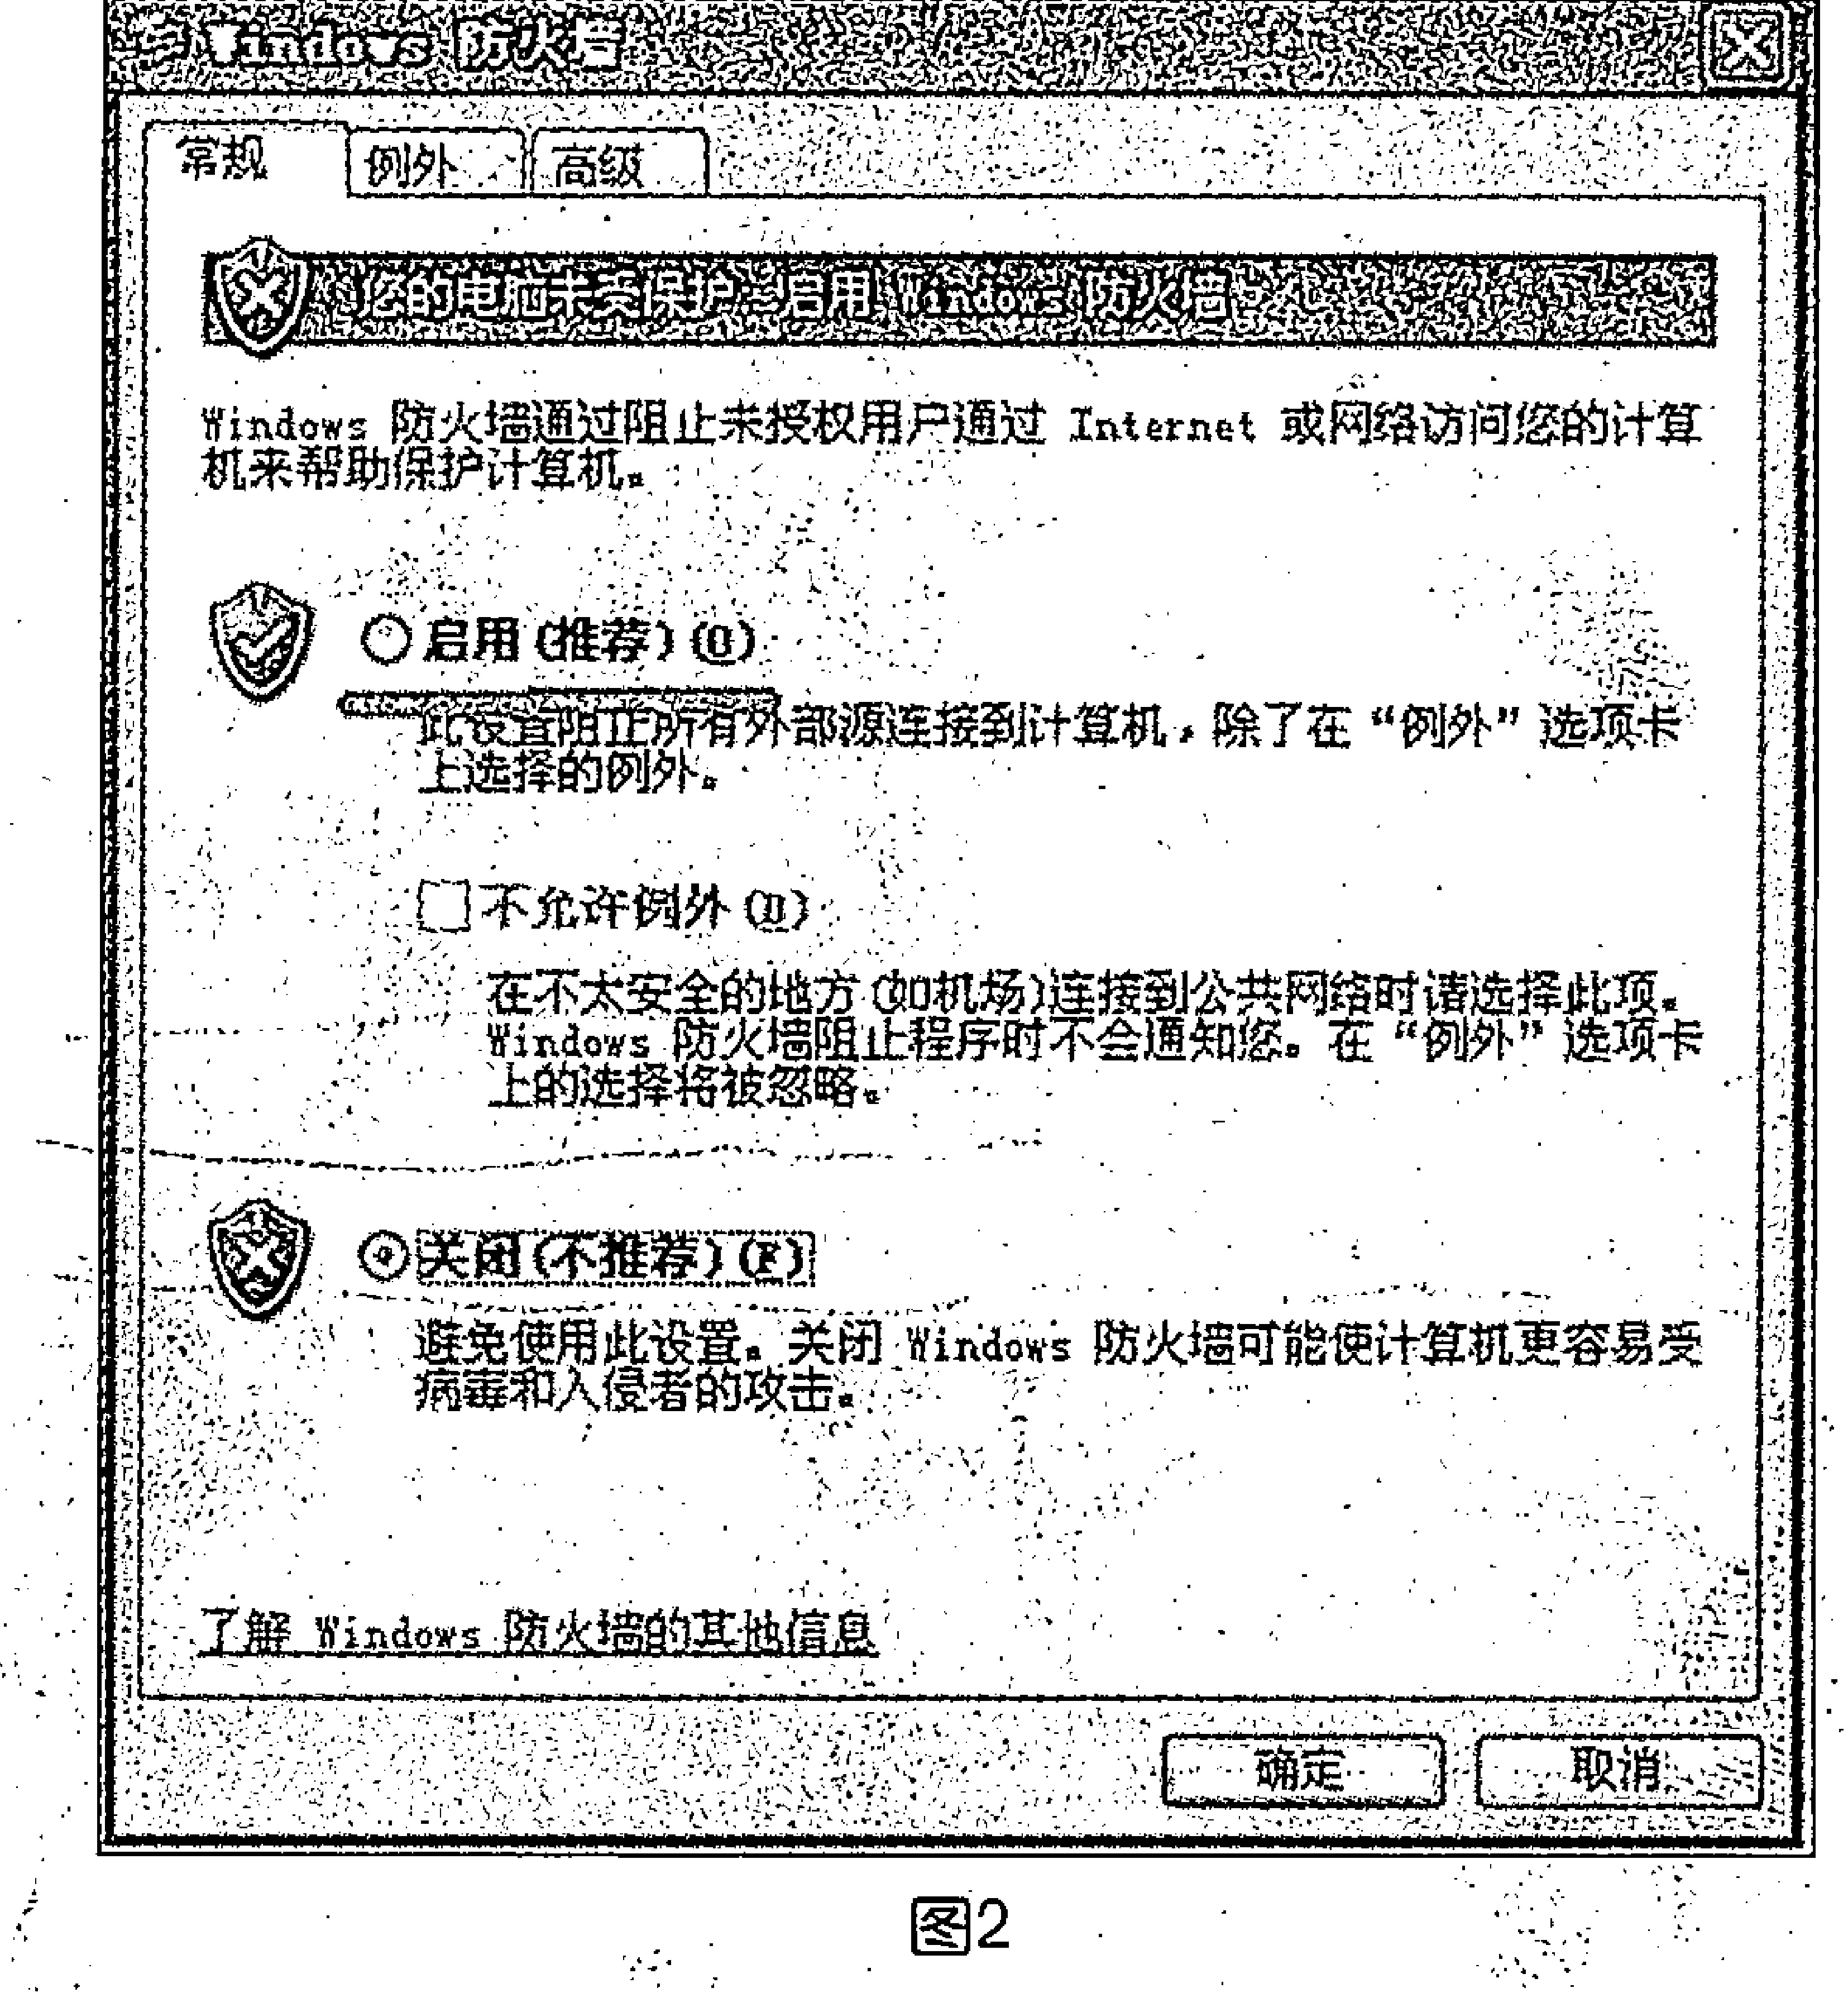 Windows 防火墙
常规
例外
高级
您的电脑未受保护: 启用 Windows 防火墙
Windows 防火墙通过阻止未授权用户通过 Internet 或网络访问您的计算
机来帮助保护计算机。
启用(推荐)(O)
此设置阻止所有外部源连接到计算机，除了在“例外”选项卡
上选择的例外。
不允许例外(D)
在不太安全的地方(如机场)连接到公共网络时请选择此项。
Windows 防火墙阻止程序时不会通知您。在“例外”选项卡
上的选择将被忽略。
关闭(不推荐)(F)
避免使用此设置。关闭 Windows 防火墙可能使计算机更容易受
病毒和入侵者的攻击。
了解 Windows 防火墙的其他信息
确定
取消
图2